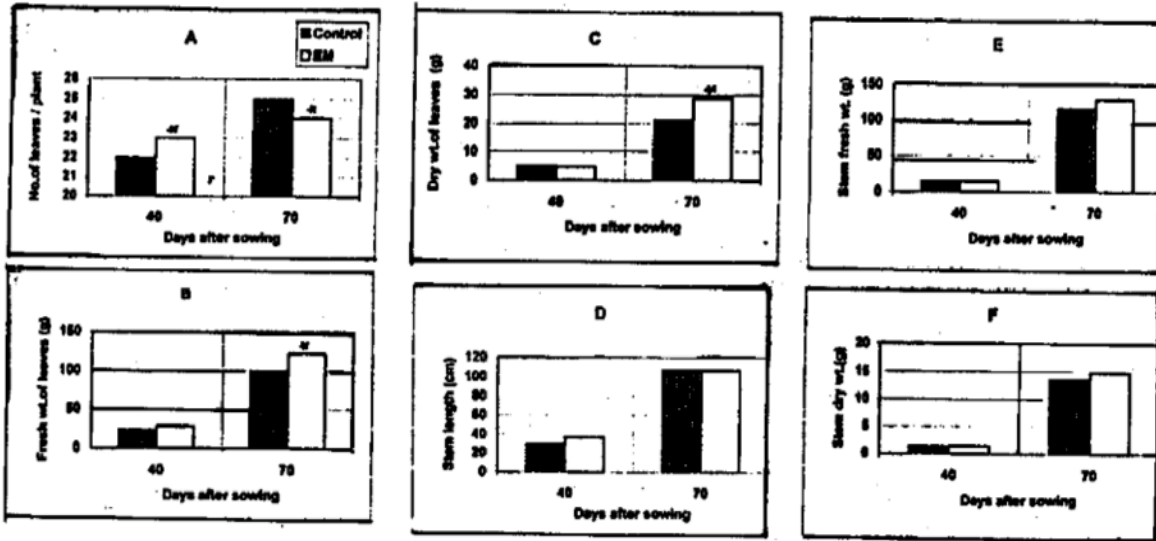 A
Control
EM
No.of leaves / plant
26
25
24
23
22
21
20
*
*
r
40
70
Days after sowing
B
Fresh wt.of leaves (g)
150
100
50
0
*
40
70
Days after sowing
C
Dry wt.of leaves (g)
40
30
20
10
0
40
70
Days after sowing
D
Stem length (cm)
120
100
80
60
40
20
0
40
70
Days after sowing
E
Stem fresh wt. (g)
150
100
50
0
40
70
Days after sowing
F
Stem dry wt.(g)
20
15
10
5
0
40
70
Days after sowing